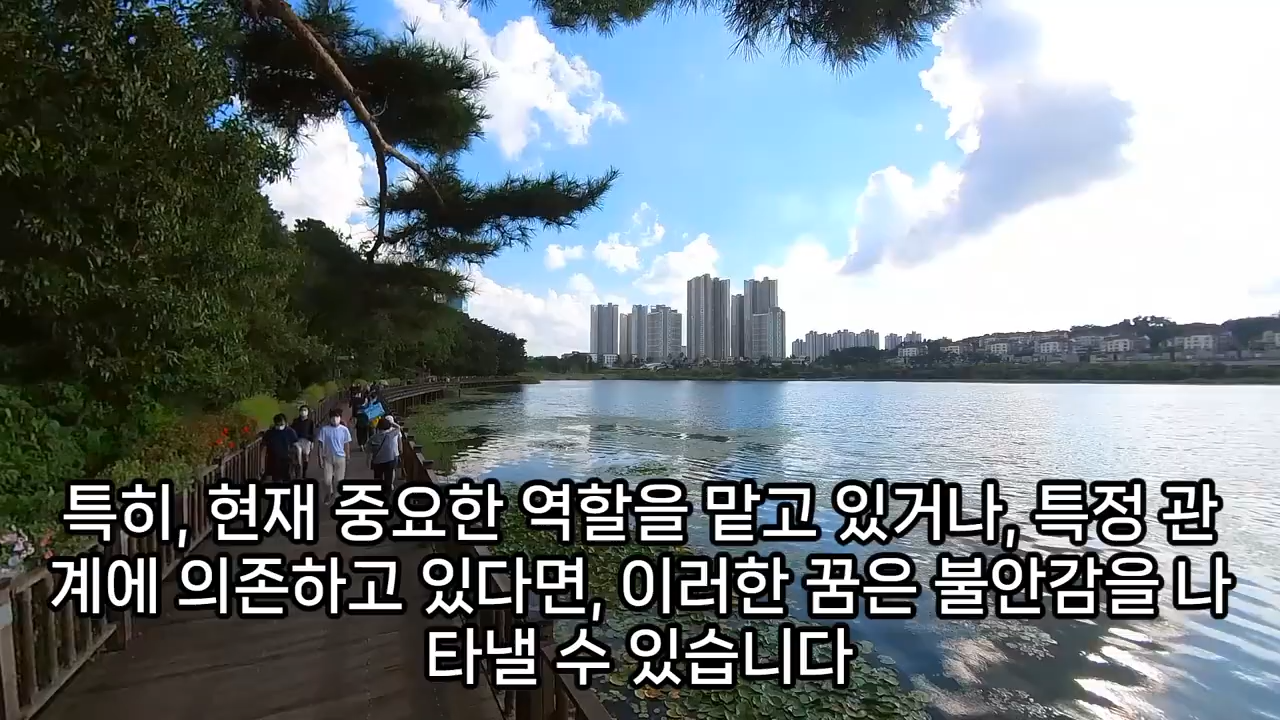 특히, 현재 중요한 역할을 맡고 있거나, 특정 관
계에 의존하고 있다면, 이러한 꿈은 불안감을 나
타낼 수 있습니다